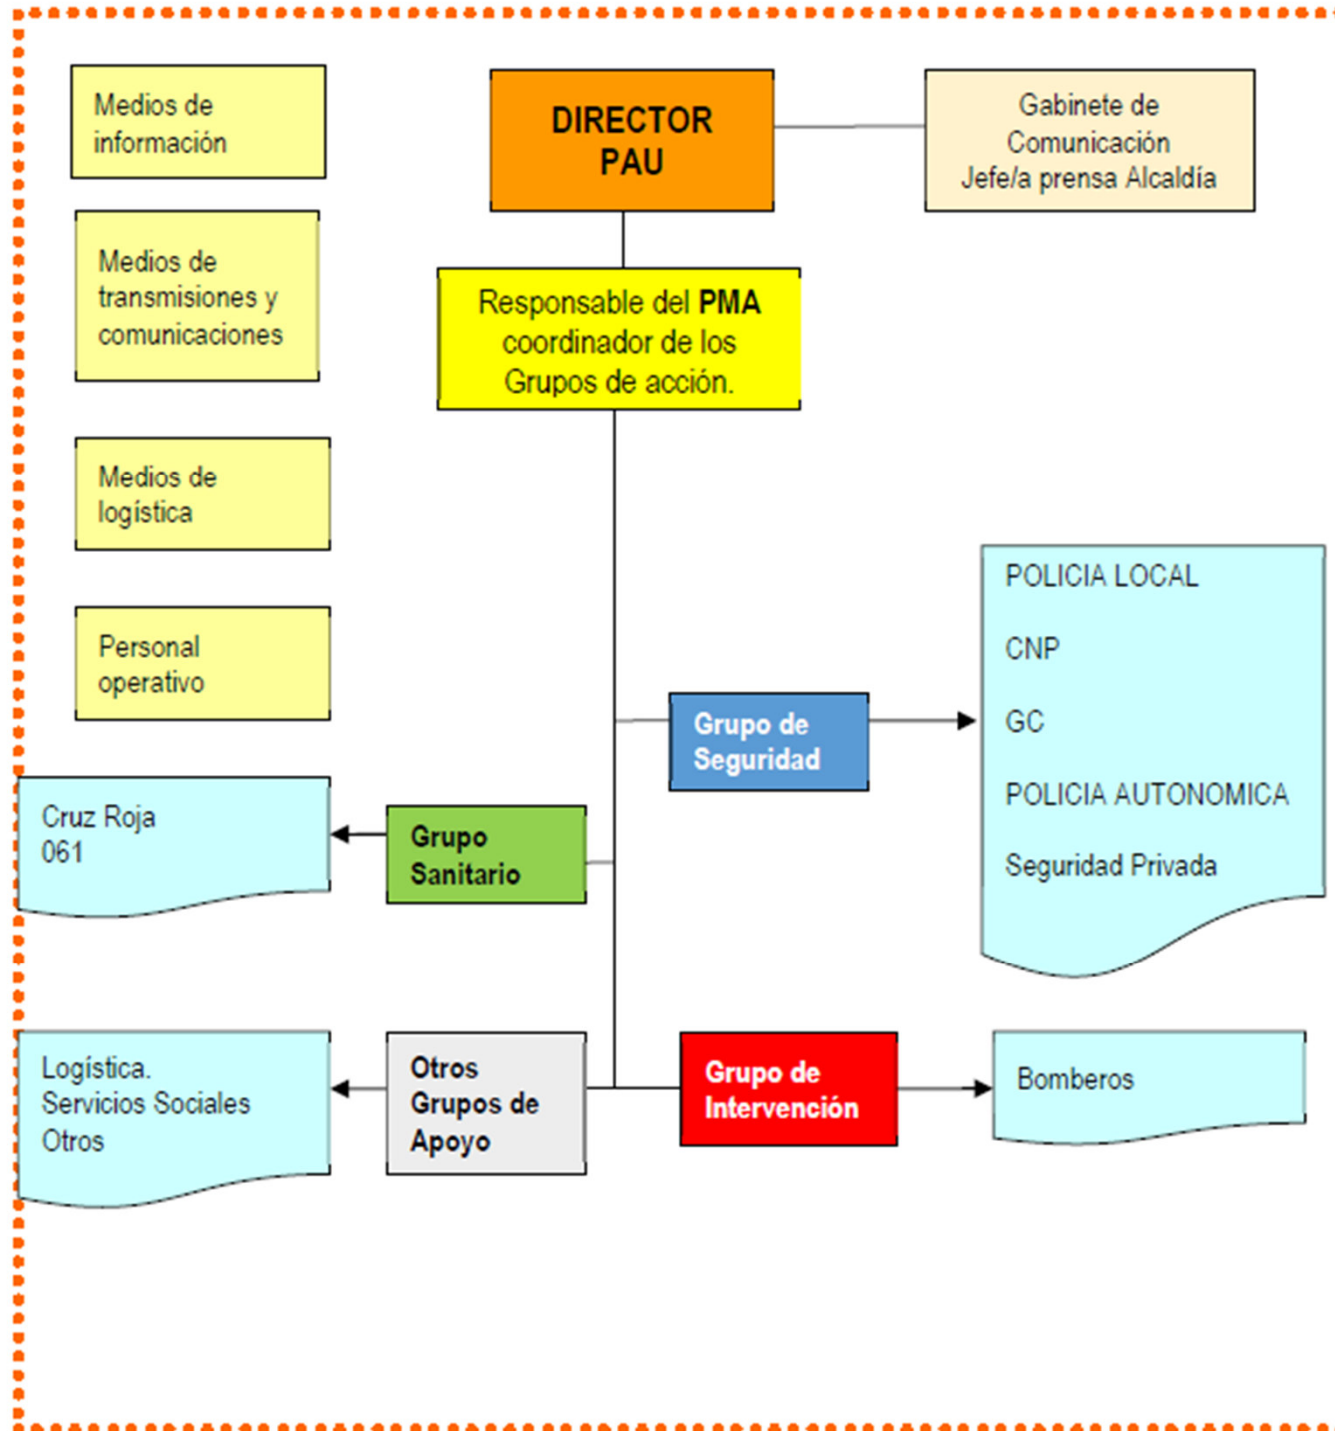 Medios de
información
DIRECTOR
PAU
Gabinete de
Comunicación
Jefe/a prensa Alcaldía
Medios de
transmisiones y
comunicaciones
Responsable del PMA
coordinador de los
Grupos de acción.
Medios de
logística
Personal
operativo
POLICIA LOCAL
CNP
GC
POLICIA AUTONOMICA
Seguridad Privada
Grupo de
Seguridad
Cruz Roja
061
Grupo
Sanitario
Logística.
Servicios Sociales
Otros
Otros
Grupos de
Apoyo
Grupo de
Intervención
Bomberos